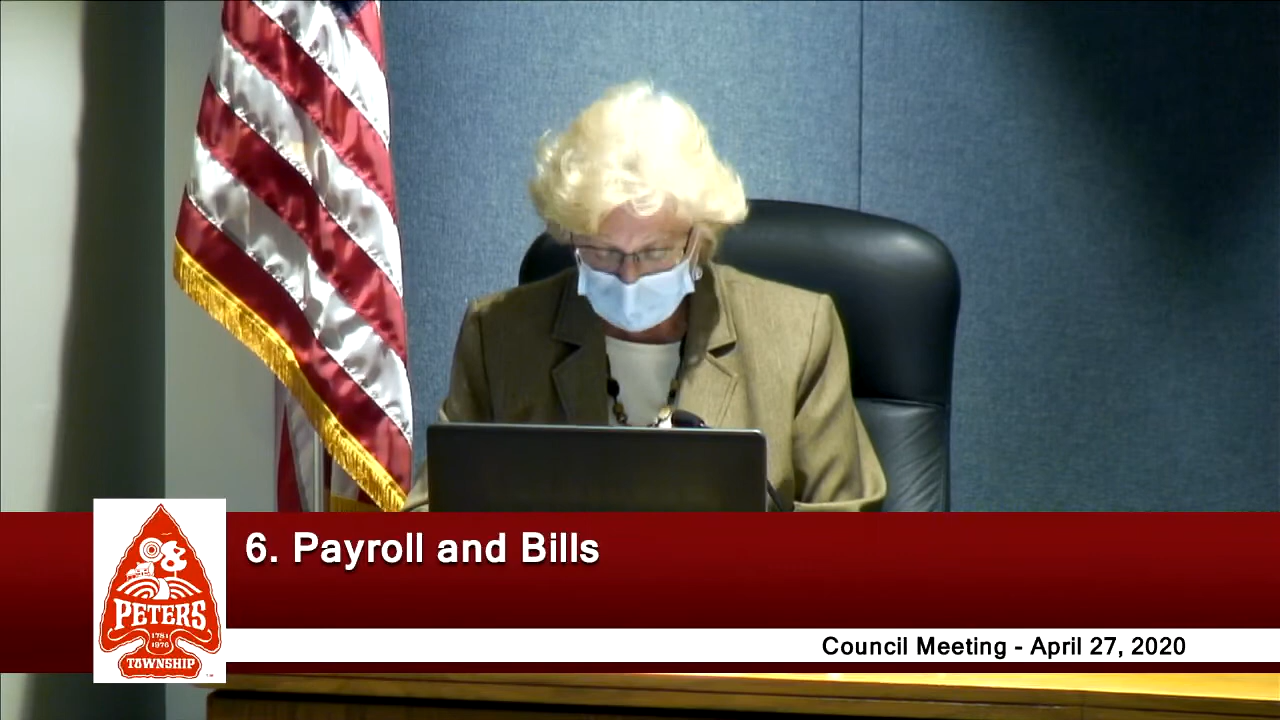 6. Payroll and Bills
PETERS
1781
1976
TOWNSHIP
Council Meeting - April 27, 2020